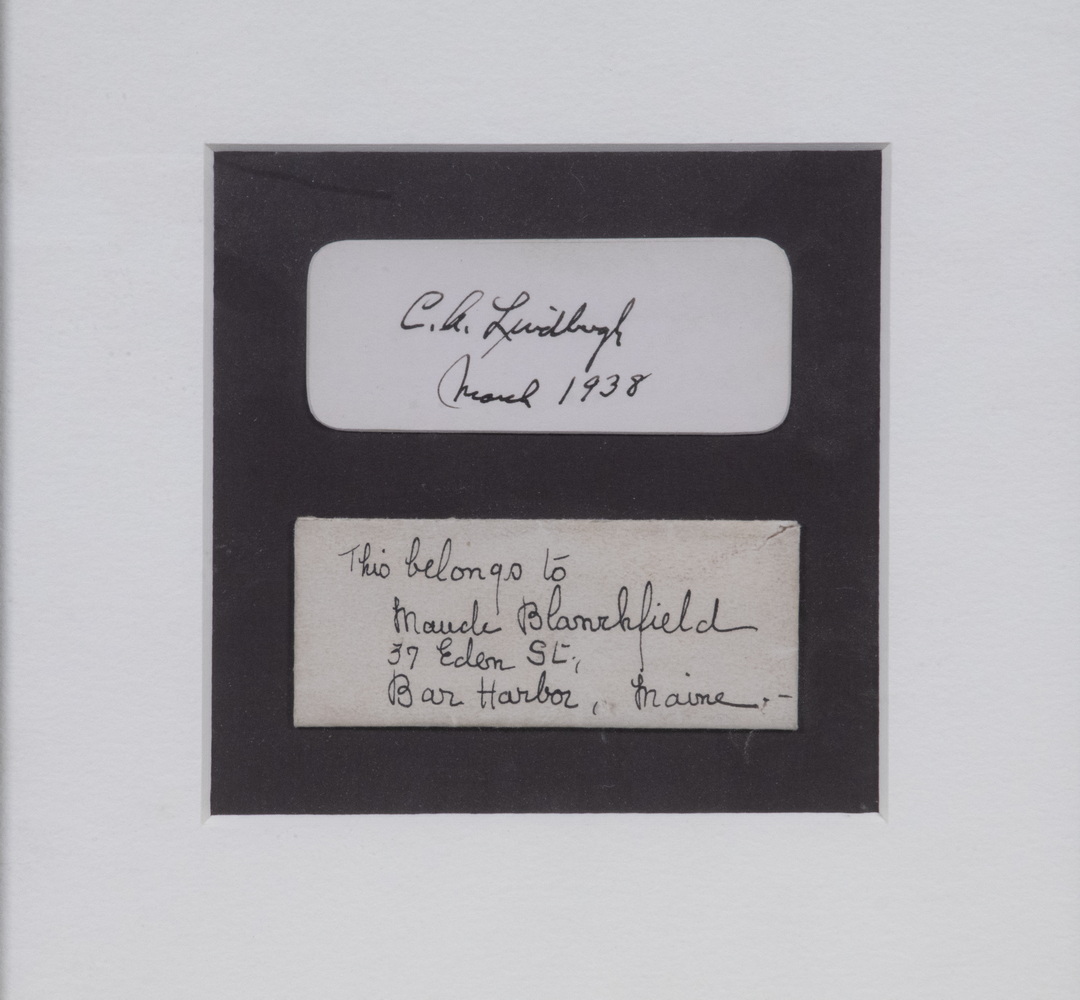 C. A. Lindbergh
March 1938
This belongs to
Maude Blanchfield
37 Eden St.,
Bar Harbor, Maine.-